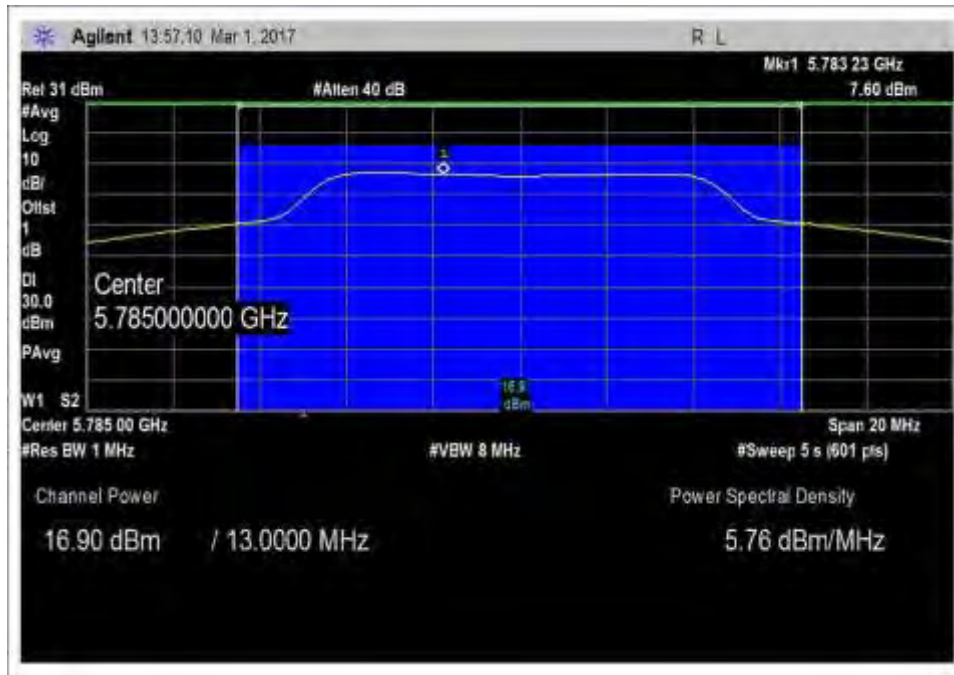 Agilent 13:57:10 Mar 1, 2017 R L
Mkr1 5.783 23 GHz
Ref 31 dBm #Atten 40 dB 7.60 dBm
#Avg
Log
10
dB/
Offst
1
dB
DI
30.0
dBm
PAvg
W1 S2
1
Center
5.785000000 GHz
16.9
dBm
Center 5.785 00 GHz Span 20 MHz
#Res BW 1 MHz #VBW 8 MHz #Sweep 5 s (601 pts)
Channel Power Power Spectral Density
16.90 dBm / 13.0000 MHz 5.76 dBm/MHz